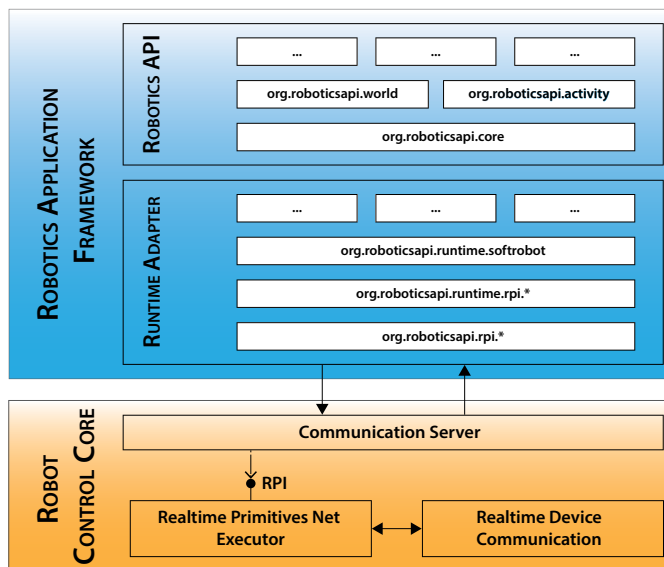 ROBOTICS APPLICATION
FRAMEWORK
ROBOTICS API
...
...
...
org.roboticsapi.world
org.roboticsapi.activity
org.roboticsapi.core
RUNTIME ADAPTER
...
...
...
org.roboticsapi.runtime.softrobot
org.roboticsapi.runtime.rpi.*
org.roboticsapi.rpi.*
ROBOT
CONTROL CORE
Communication Server
RPI
Realtime Primitives Net
Executor
Realtime Device
Communication